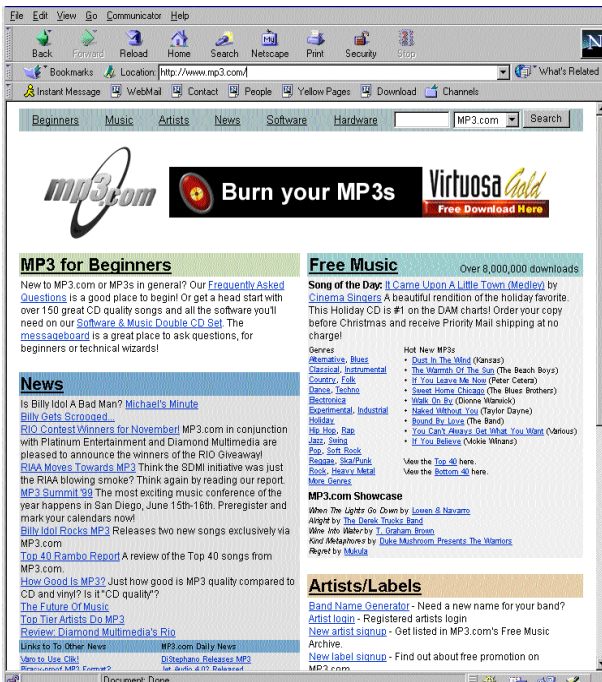 File Edit View Go Communicator Help
Back Forward Reload Home Search Netscape Print Security Stop
Bookmarks Location: http://www.mp3.com/ What's Related
Instant Message WebMail Contact People Yellow Pages Download Channels
Beginners Music Artists News Software Hardware MP3.com Search
mp3.com
Burn your MP3s
Virtuosa Gold
Free Download Here
MP3 for Beginners
New to MP3.com or MP3s in general? Our Frequently Asked
Questions is a good place to begin! Or get a head start with
over 150 great CD quality songs and all the software you'll
need on our Software & Music Double CD Set. The
messageboard is a great place to ask questions, for
beginners or technical wizards!
News
Is Billy Idol A Bad Man? Michael's Minute
Billy Gets Scrooged...
RIO Contest Winners for November! MP3.com in conjunction
with Platinum Entertainment and Diamond Multimedia are
pleased to announce the winners of the RIO Giveaway!
RIAA Moves Towards MP3 Think the SDMI initiative was just
the RIAA blowing smoke? Think again by reading our report.
MP3 Summit '99 The most exciting music conference of the
year happens in San Diego, June 15th-16th. Preregister and
mark your calendars now!
Billy Idol Rocks MP3 Releases two new songs exclusively via
MP3.com
Top 40 Rambo Report A review of the Top 40 songs from
MP3.com.
How Good Is MP3? Just how good is MP3 quality compared to
CD and vinyl? Is it "CD quality"?
The Future Of Music
Top Tier Artists Do MP3
Review: Diamond Multimedia's Rio
Links to To Other News MP3.com Daily News
Varo to Use Clik! DiStephano Releases MP3
Piracy-proof MP3 Format? Jet Audio 4.02 Released
Free Music Over 8,000,000 downloads
Song of the Day: It Came Upon A Little Town (Medley) by
Cinema Singers A beautiful rendition of the holiday favorite.
This Holiday CD is #1 on the DAM charts! Order your copy
before Christmas and receive Priority Mail shipping at no
charge!
Genres
Alternative, Blues
Classical, Instrumental
Country, Folk
Dance, Techno
Electronica
Experimental, Industrial
Holiday
Hip Hop, Rap
Jazz, Swing
Pop, Soft Rock
Reggae, Ska/Punk
Rock, Heavy Metal
More Genres
Hot New MP3s
• Dust In The Wind (Kansas)
• The Warmth Of The Sun (The Beach Boys)
• If You Leave Me Now (Peter Cetera)
• Sweet Home Chicago (The Blues Brothers)
• Walk On By (Dionne Warwick)
• Naked Without You (Taylor Dayne)
• Bound By Love (The Band)
• You Can't Always Get What You Want (Various)
• If You Believe (Vickie Winans)
View the Top 40 here.
View the Bottom 40 here.
MP3.com Showcase
When The Lights Go Down by Lowen & Navarro
Alright by The Derek Trucks Band
Wine Into Water by T. Graham Brown
Kind Metaphores by Duke Mushroom Presents The Warriors
Regret by Mukula
Artists/Labels
Band Name Generator - Need a new name for your band?
Artist login - Registered artists login
New artist signup - Get listed in MP3.com's Free Music
Archive.
New label signup - Find out about free promotion on
MP3.com
Document: Done